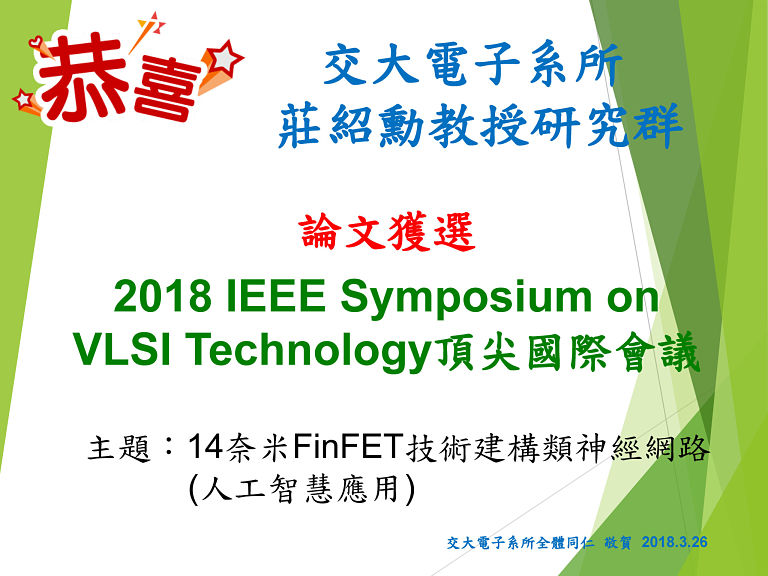 恭喜
交大電子系所
莊紹勳教授研究群
論文獲選
2018 IEEE Symposium on
VLSI Technology頂尖國際會議
主題：14奈米FinFET技術建構類神經網路
(人工智慧應用)
交大電子系所全體同仁 敬賀 2018.3.26